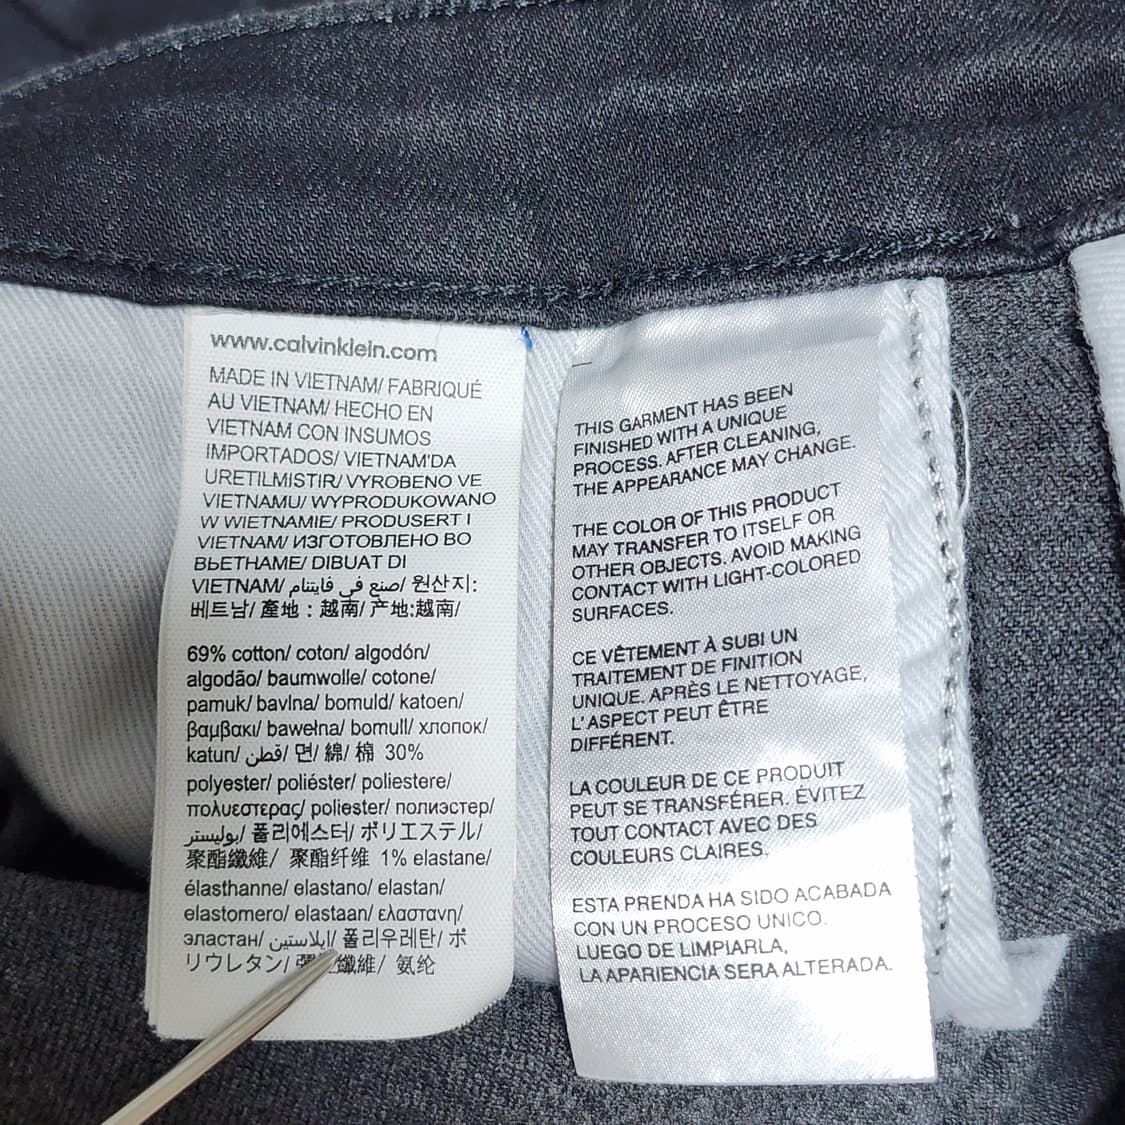 www.calvinklein.com
MADE IN VIETNAM/ FABRIQUÉ
AU VIETNAM/ HECHO EN
VIETNAM CON INSUMOS
IMPORTADOS/ VIETNAM'DA
URETILMISTIR/ VYROBENO VE
VIETNAMU/ WYPRODUKOWANO
W WIETNAMIE/ PRODUSERT I
VIETNAM/ ИЗГОТОВЛЕНО ВО
ВЬЕТНАМЕ/ DIBUAT DI
VIETNAM/ صنع في فايتنام/ 원산지:
베트남/ 產地：越南/ 产地:越南/
69% cotton/ coton/ algodón/
algodão/ baumwolle/ cotone/
pamuk/ bavlna/ bomuld/ katoen/
βαμβακι/ bawełna/ bomull/ хлопок/
katun/ قطن/ 면/ 綿/ 棉 30%
polyester/ poliéster/ poliestere/
πολυεστερας/ poliester/ полиэстер/
بوليستر/ 폴리에스터/ ポリエステル/
聚酯纖維/ 聚酯纤维 1% elastane/
élasthanne/ elastano/ elastan/
elastomero/ elastaan/ ελαστανη/
эластан/ ايلاستين/ 폴리우레탄/ ポ
リウレタン/ 彈性纖維/ 氨纶
THIS GARMENT HAS BEEN
FINISHED WITH A UNIQUE
PROCESS. AFTER CLEANING,
THE APPEARANCE MAY CHANGE.
THE COLOR OF THIS PRODUCT
MAY TRANSFER TO ITSELF OR
OTHER OBJECTS. AVOID MAKING
CONTACT WITH LIGHT-COLORED
SURFACES.
CE VÊTEMENT À SUBI UN
TRAITEMENT DE FINITION
UNIQUE. APRÈS LE NETTOYAGE,
L'ASPECT PEUT ÊTRE
DIFFÉRENT.
LA COULEUR DE CE PRODUIT
PEUT SE TRANSFÉRER. ÉVITEZ
TOUT CONTACT AVEC DES
COULEURS CLAIRES.
ESTA PRENDA HA SIDO ACABADA
CON UN PROCESO UNICO.
LUEGO DE LIMPIARLA,
LA APARIENCIA SERA ALTERADA.